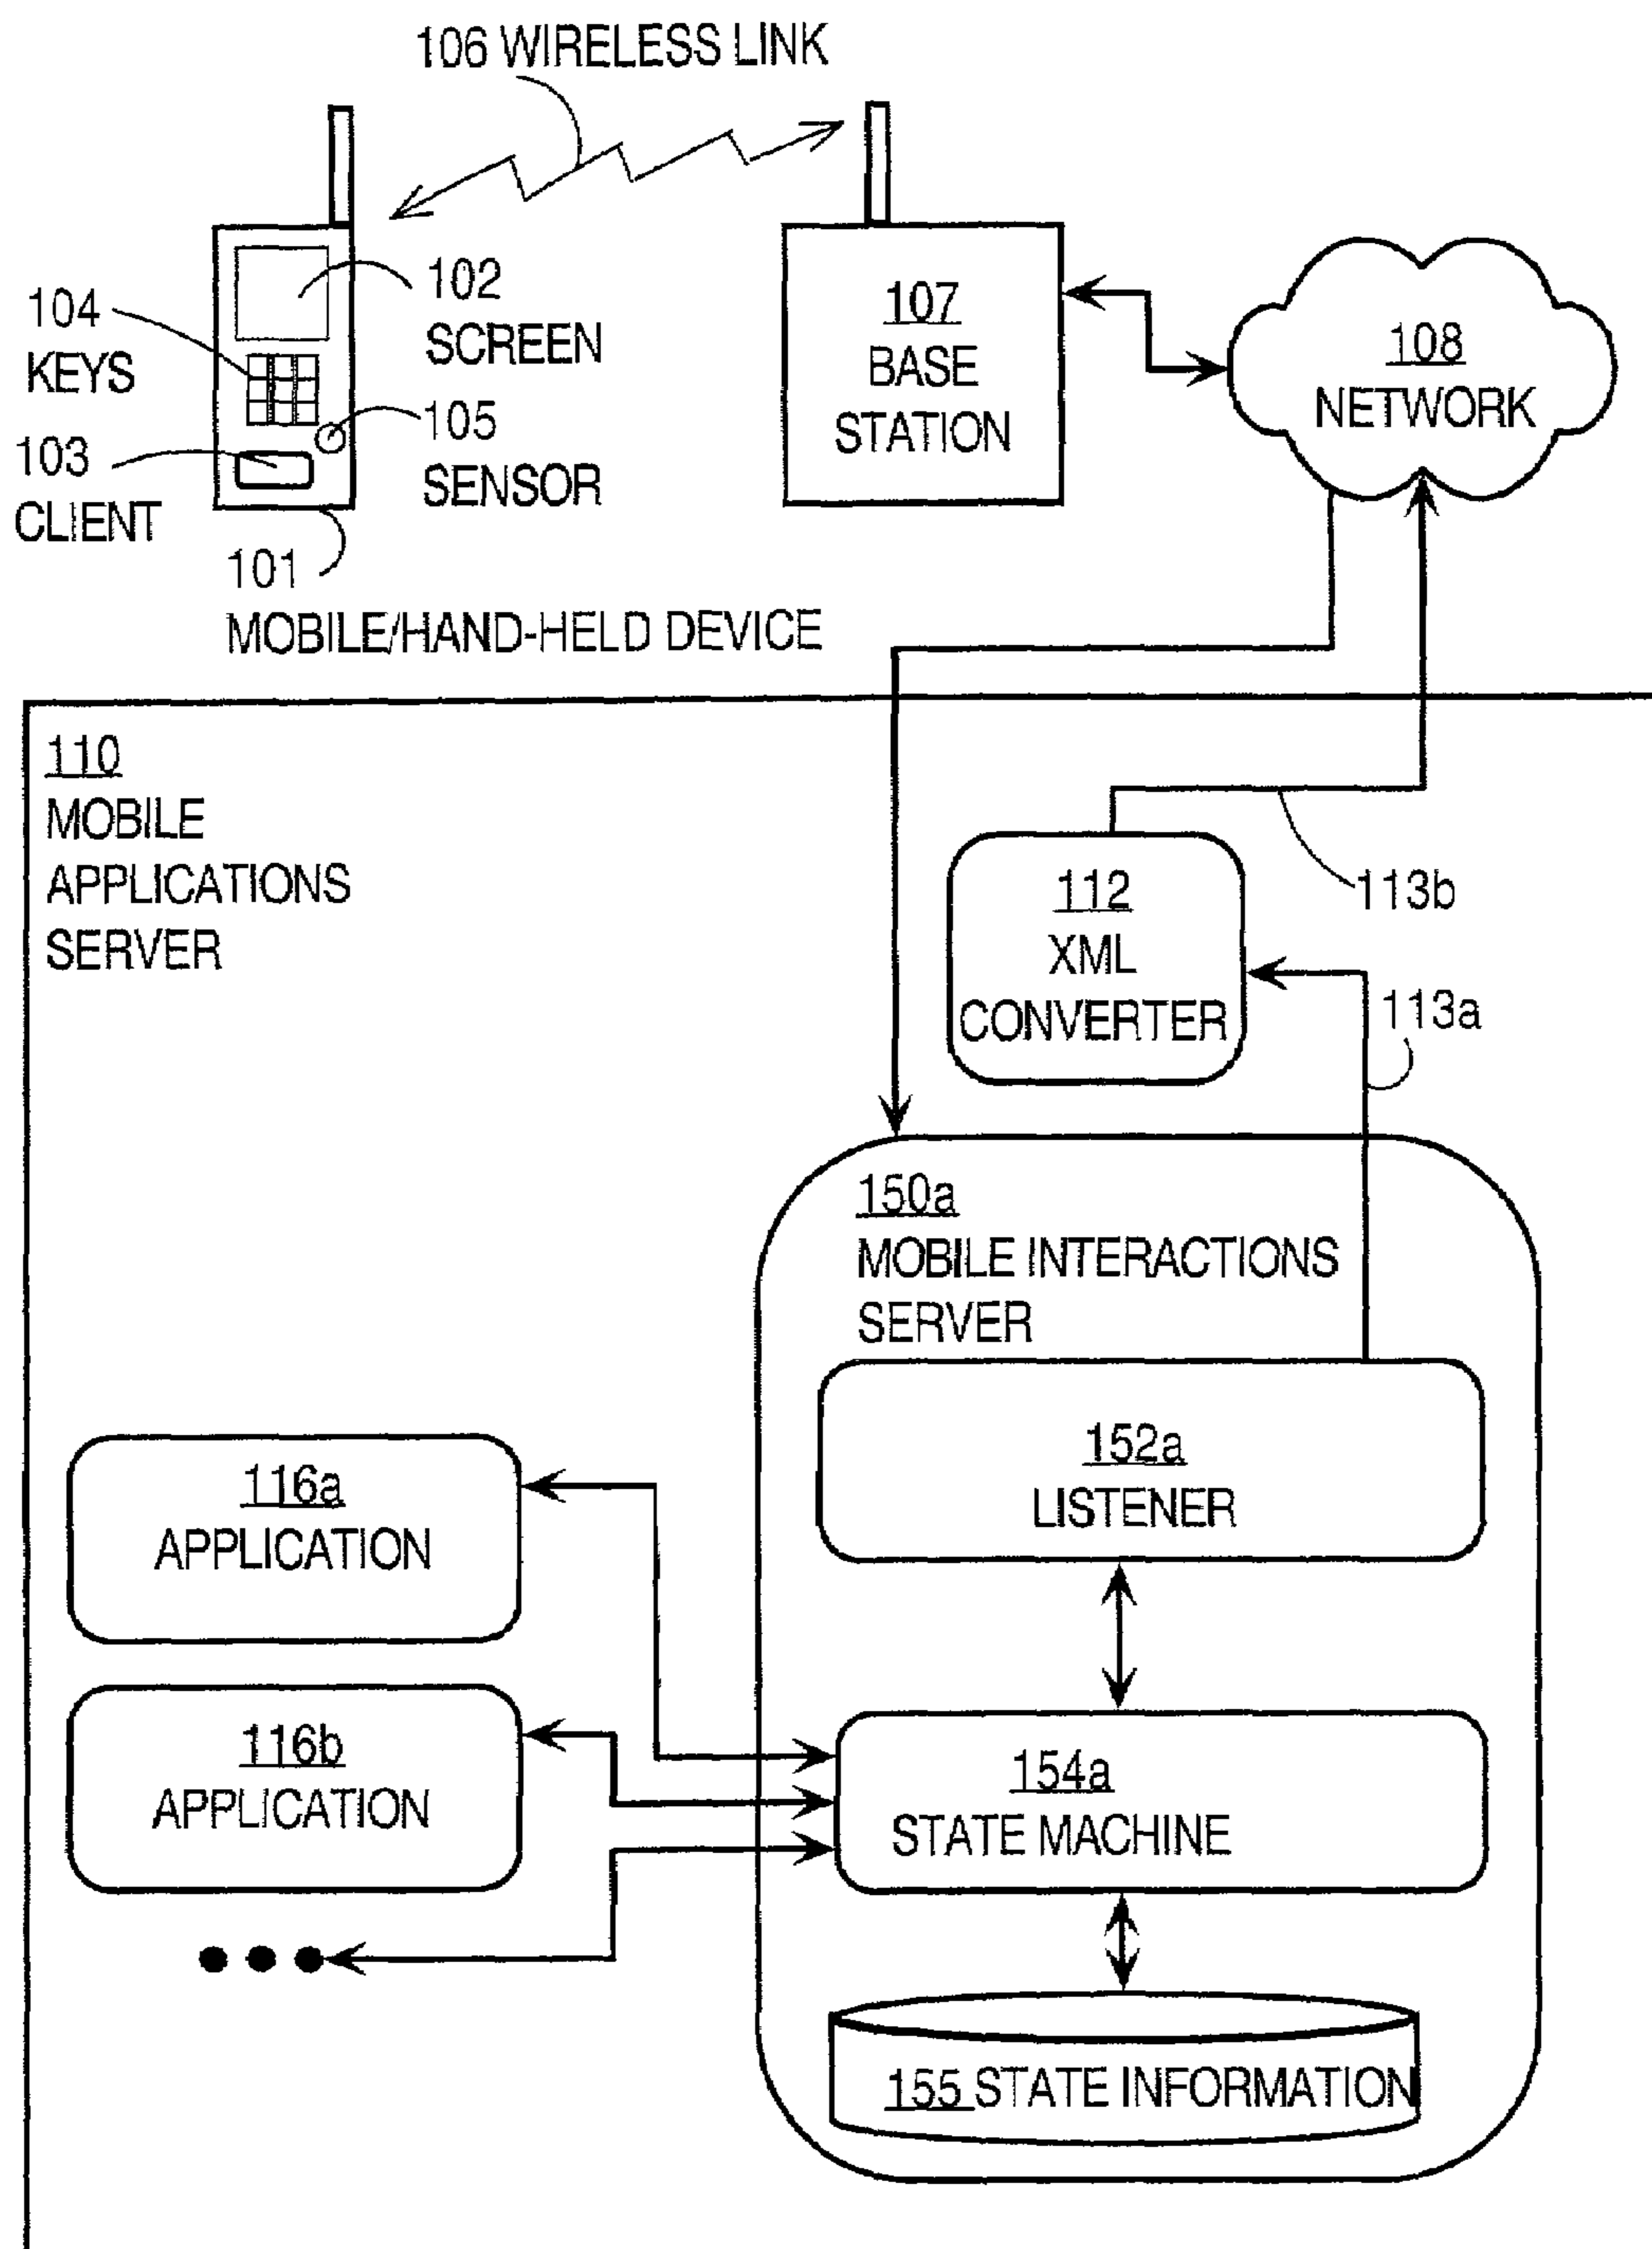 106 WIRELESS LINK
104
KEYS
102
SCREEN
105
SENSOR
103
CLIENT
101
MOBILE/HAND-HELD DEVICE
107
BASE
STATION
108
NETWORK
110
MOBILE
APPLICATIONS
SERVER
112
XML
CONVERTER
113b
113a
150a
MOBILE INTERACTIONS
SERVER
152a
LISTENER
116a
APPLICATION
116b
APPLICATION
154a
STATE MACHINE
155 STATE INFORMATION